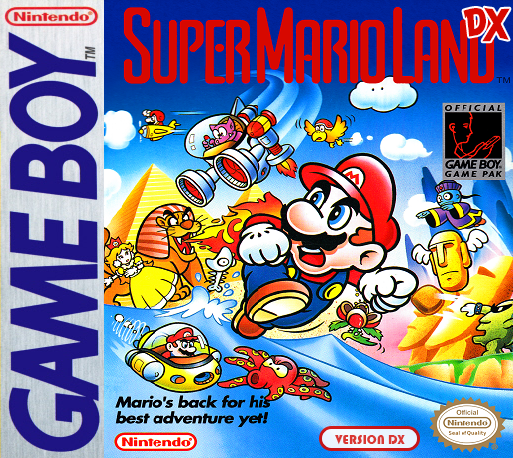 Nintendo
GAME BOY
TM
SUPER MARIO LAND
DX
TM
OFFICIAL
GAME BOY
GAME PAK
M
Mario's back for his
best adventure yet!
Nintendo
VERSION DX
Official
Nintendo
Seal of Quality